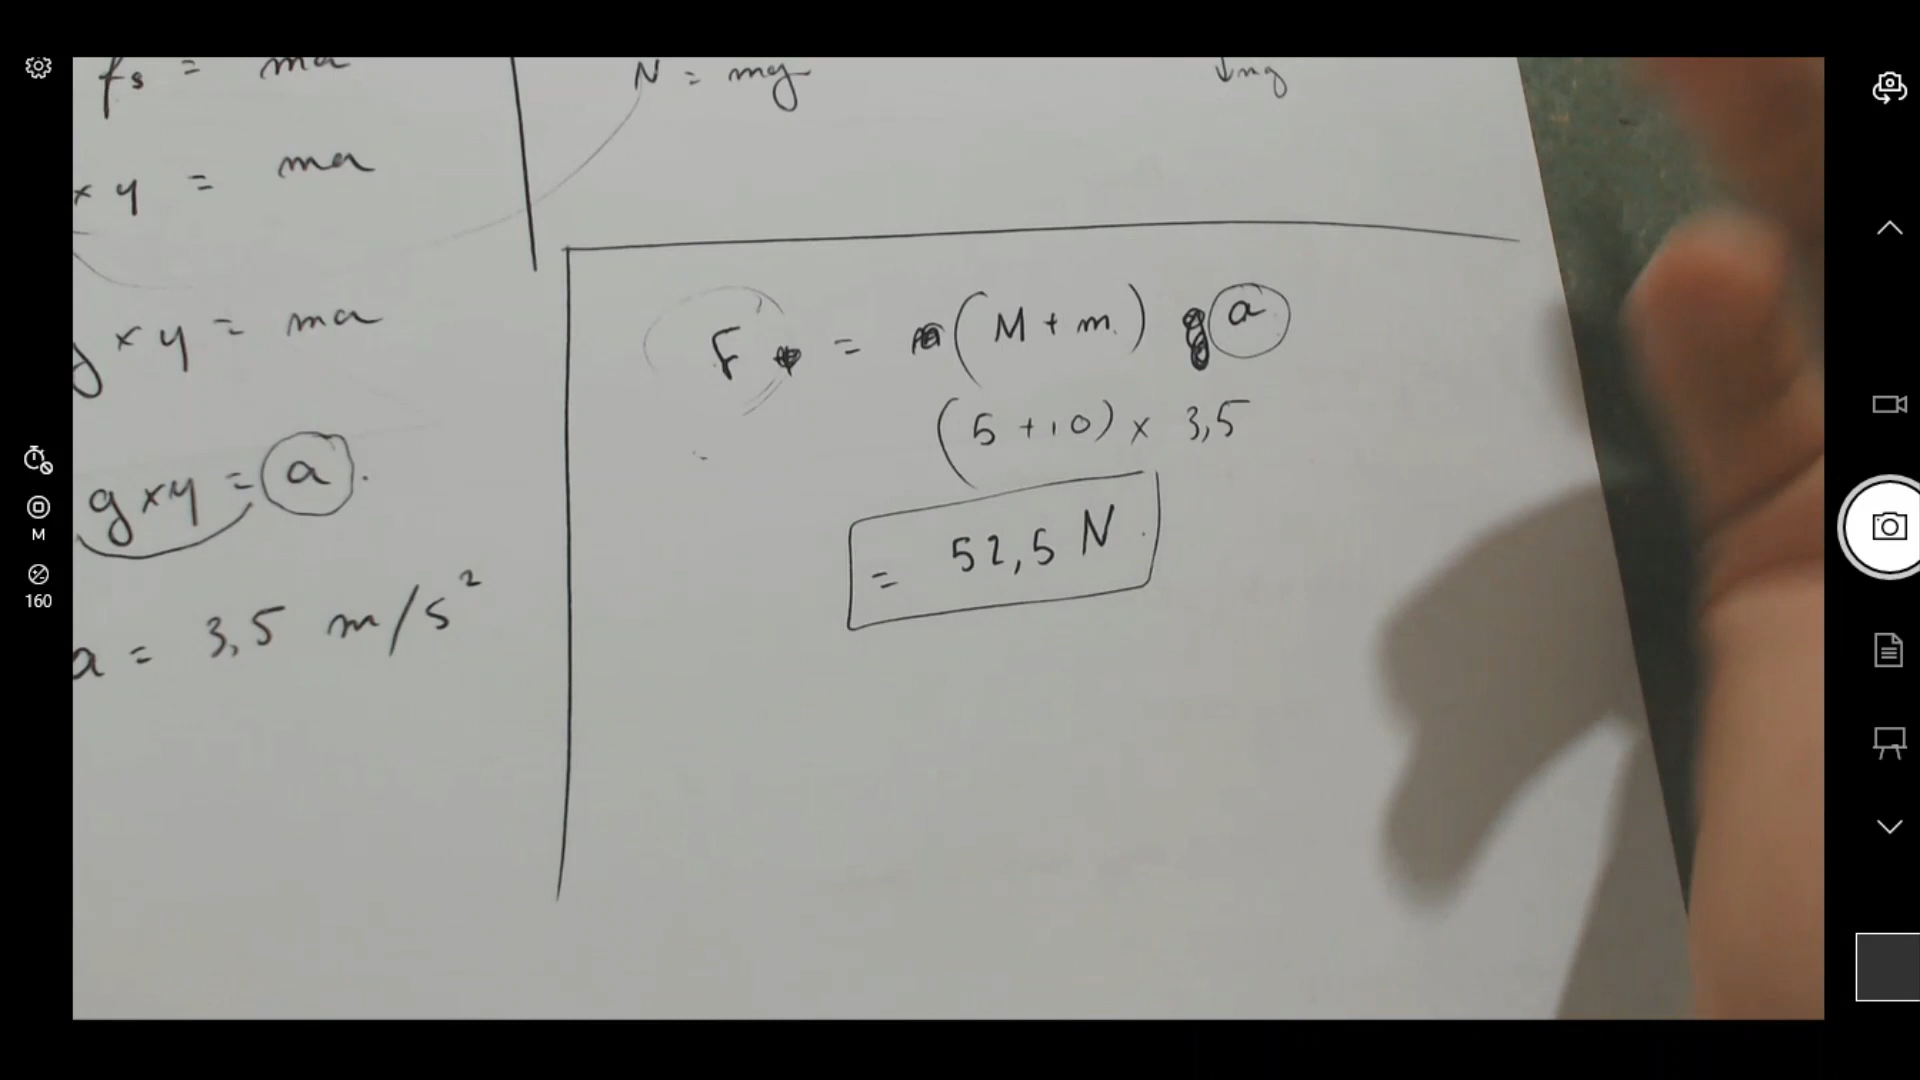 fs = ma
N = mg
↓mg
x y = ma
g x y = ma
g x y = a.
a = 3,5 m/s²
F = (M + m) a
(5 + 10) x 3,5
= 52,5 N
M
160